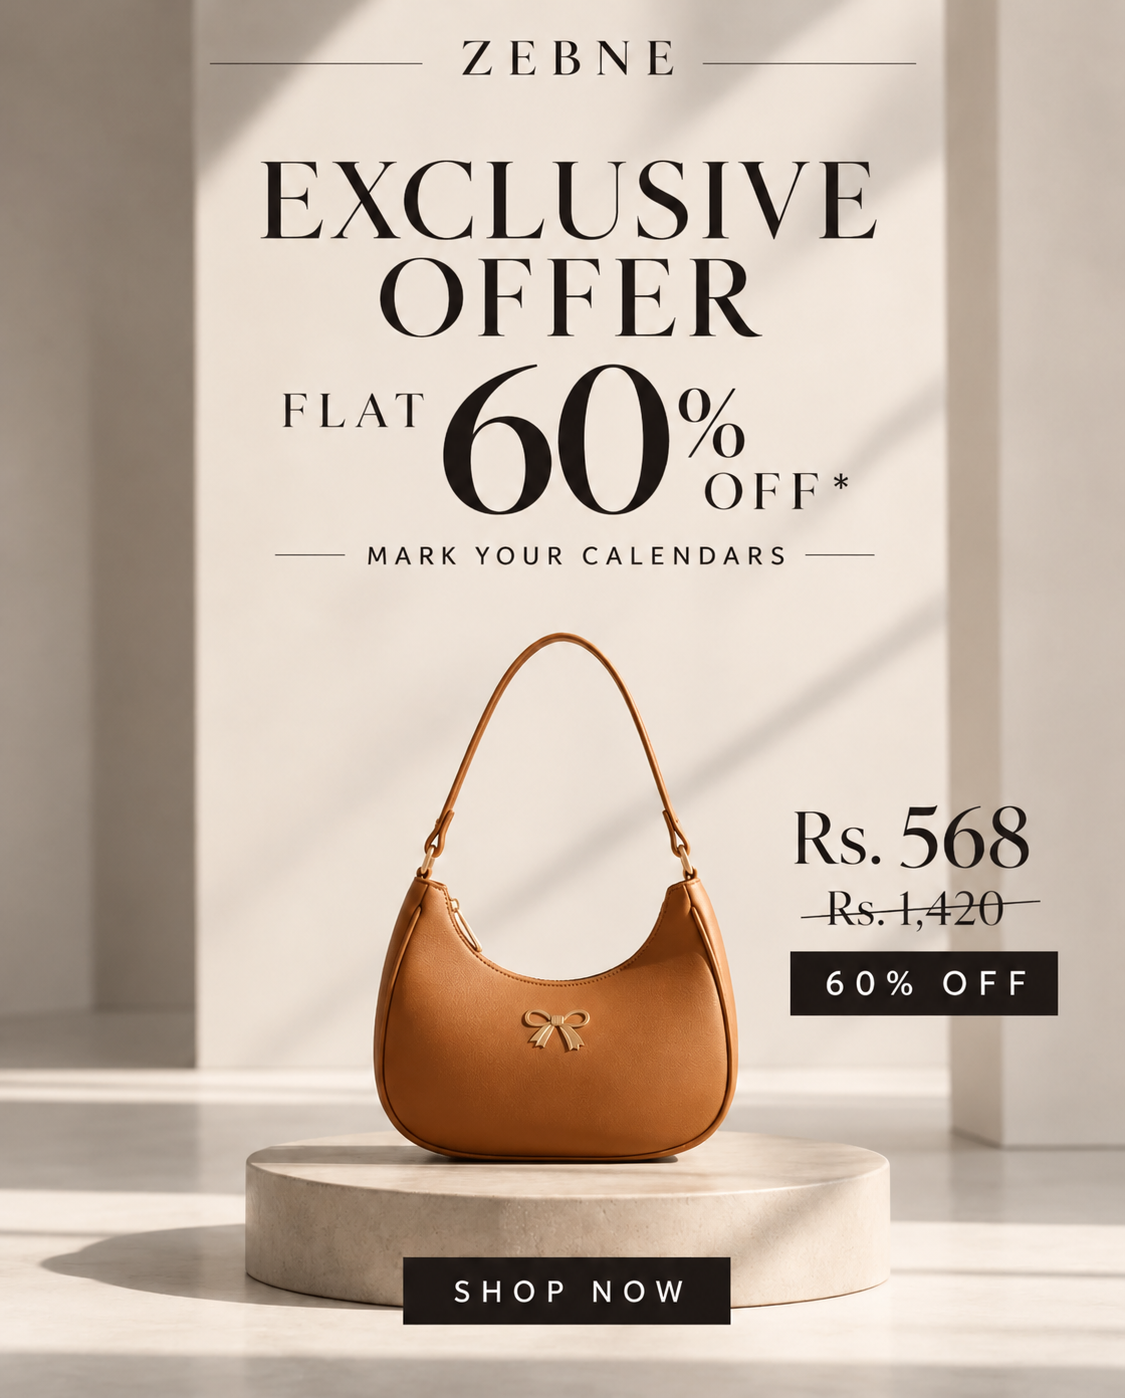 ZEBNE
EXCLUSIVE
OFFER
FLAT 60% OFF*
MARK YOUR CALENDARS
Rs. 568
Rs. 1,420
60% OFF
SHOP NOW